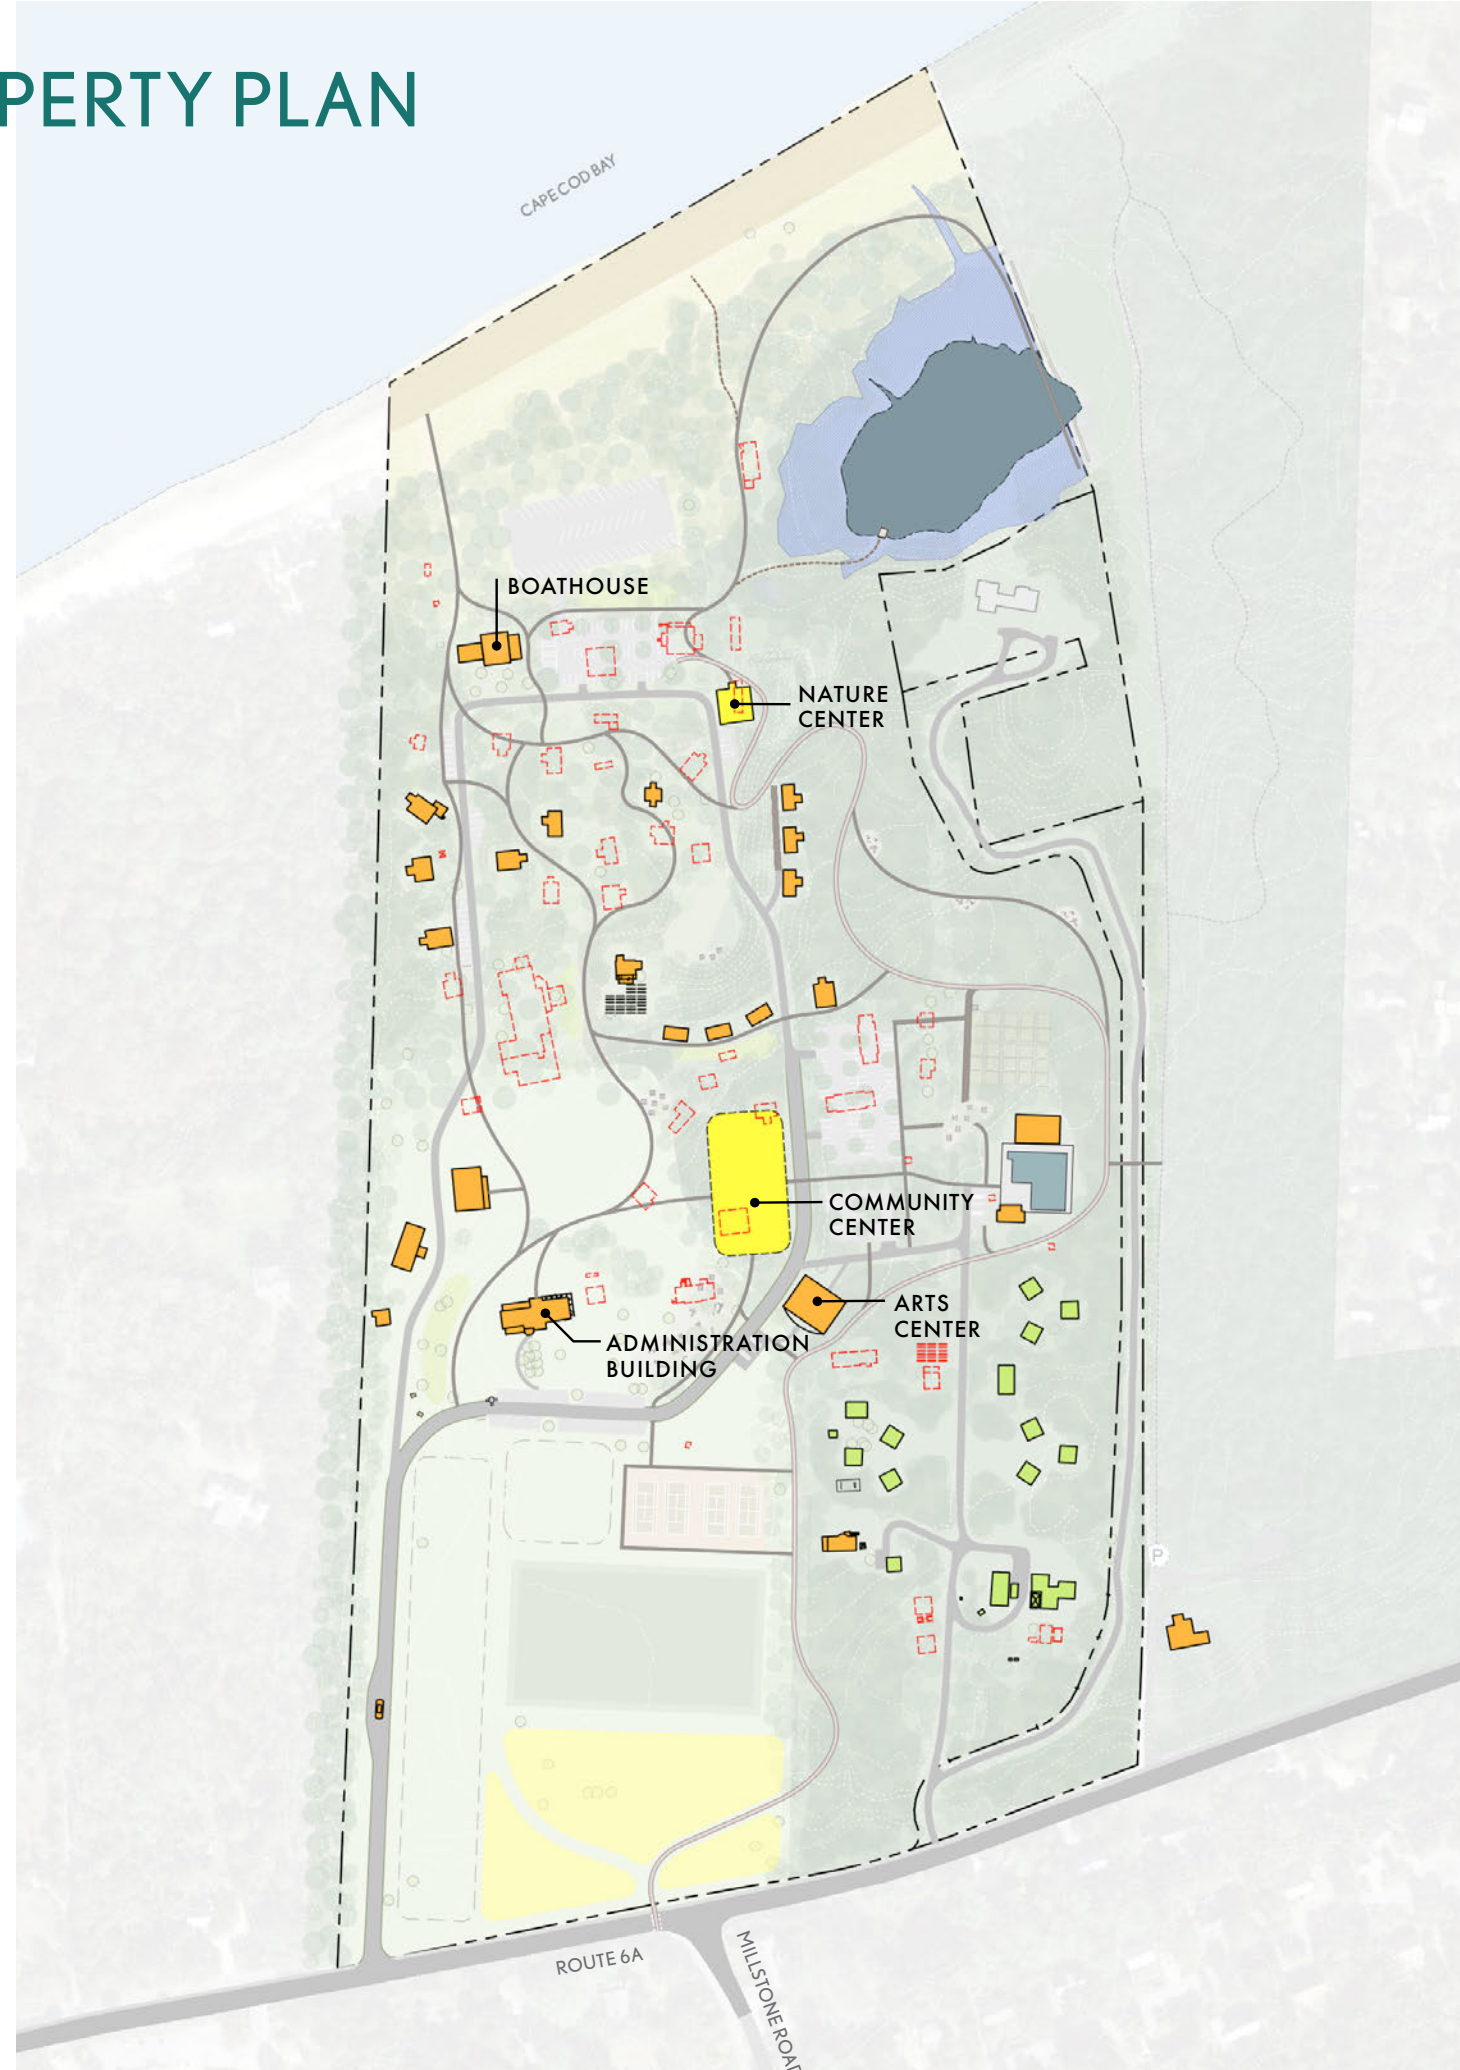 PERTY PLAN
CAPE COD BAY
BOATHOUSE
NATURE
CENTER
COMMUNITY
CENTER
ARTS
CENTER
ADMINISTRATION
BUILDING
P
ROUTE 6A
MILLSTONE ROAD